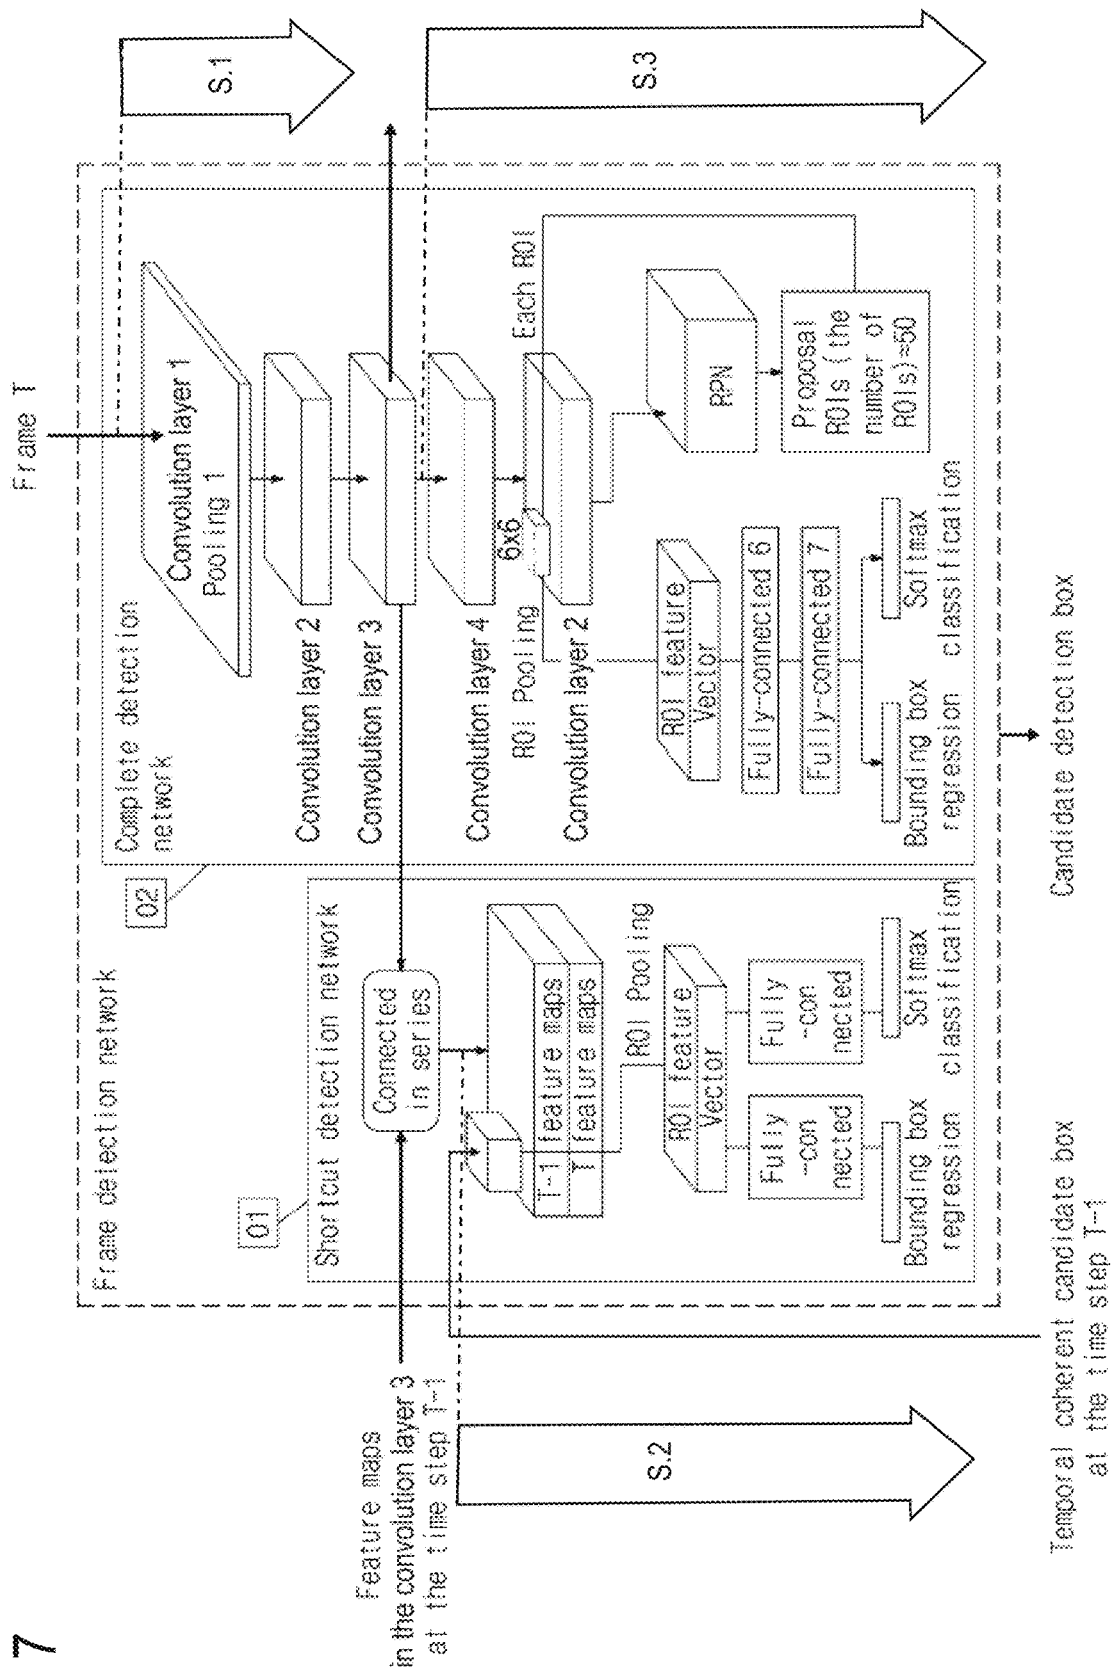 7
Frame T
S.1
S.3
Frame detection network
02
Complete detection
network
Convolution layer 1
Pooling 1
Convolution layer 2
Convolution layer 3
Convolution layer 4
6x6
Each ROI
ROI Pooling
Convolution layer 2
RPN
Proposal
ROIs (the
number of
ROIs)=50
ROI feature
Vector
Fully-connected 6
Fully-connected 7
Bounding box
regression
Softmax
classification
01
Shortcut detection network
Connected
in series
Feature maps
in the convolution layer 3
at the time step T-1
T-1 feature maps
T feature maps
ROI Pooling
ROI feature
Vector
Fully
-con
nected
Fully
-con
nected
Bounding box
regression
Softmax
classification
S.2
Candidate detection box
Temporal coherent candidate box
at the time step T-1